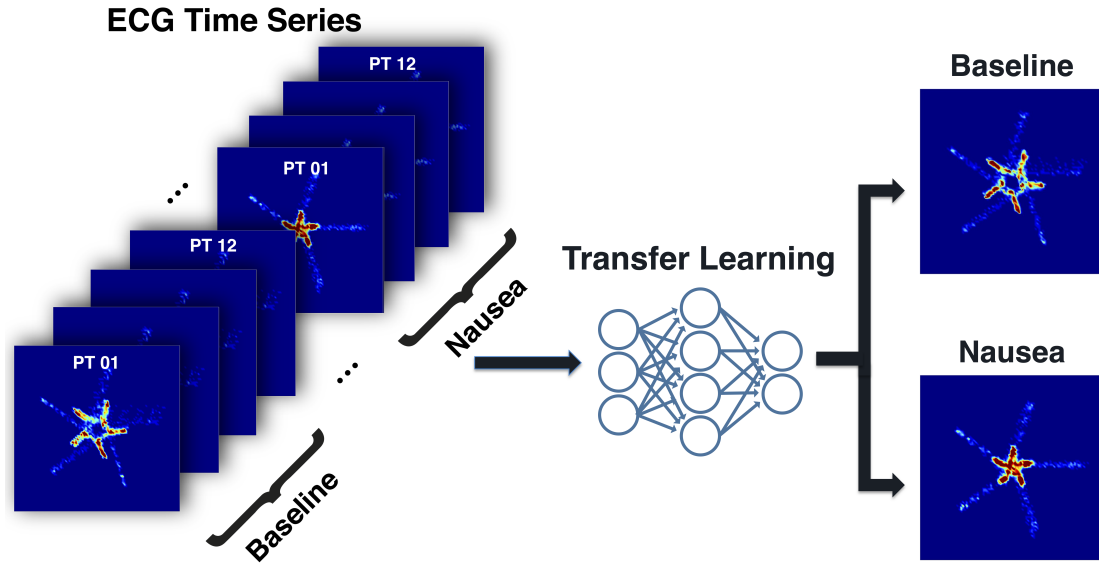 ECG Time Series
PT 12
PT 01
PT 12
PT 01
...
...
Nausea
Baseline
Transfer Learning
Baseline
Nausea